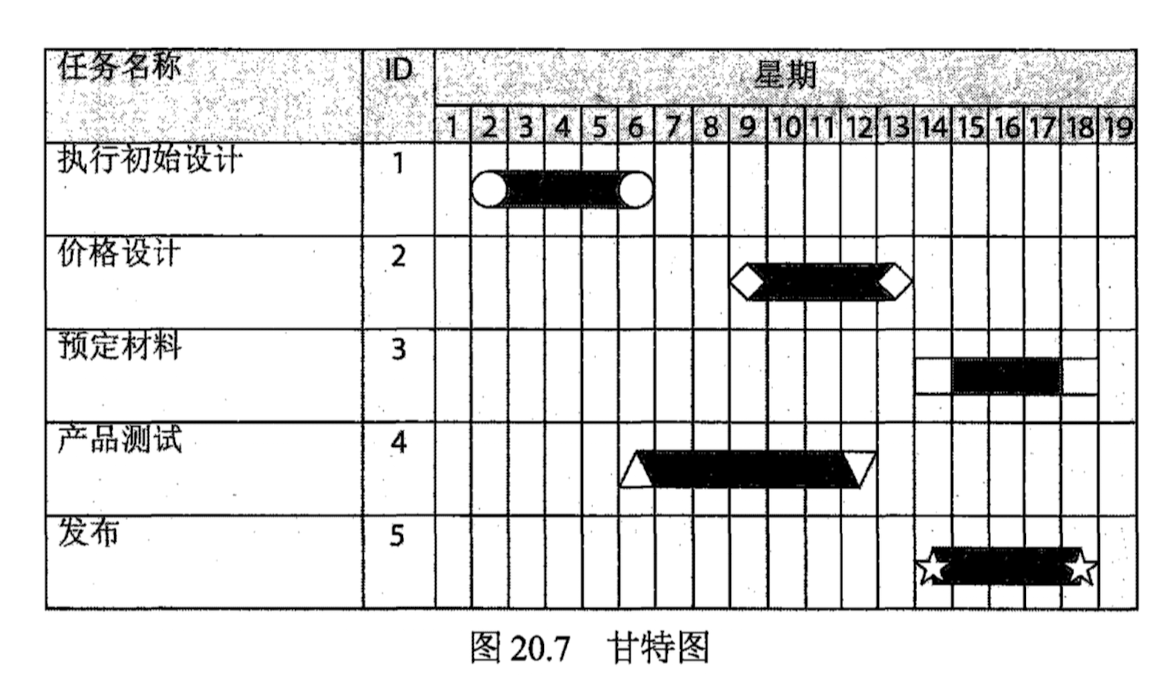 任务名称 ID 星期
1 2 3 4 5 6 7 8 9 10 11 12 13 14 15 16 17 18 19
执行初始设计 1
价格设计 2
预定材料 3
产品测试 4
发布 5
图 20.7 甘特图